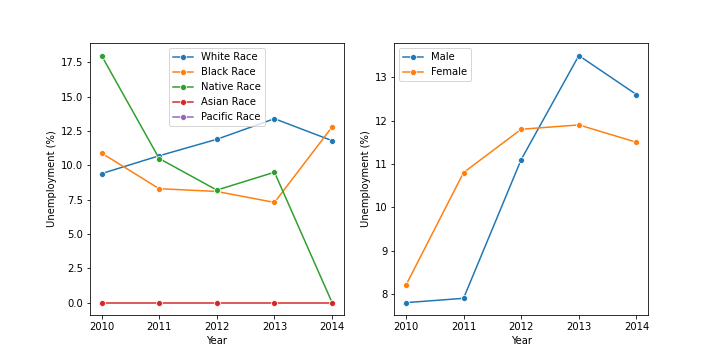 Unemployment (%)
17.5
15.0
12.5
10.0
7.5
5.0
2.5
0.0
White Race
Black Race
Native Race
Asian Race
Pacific Race
2010 2011 2012 2013 2014
Year
Unemployment (%)
13
12
11
10
9
8
Male
Female
2010 2011 2012 2013 2014
Year